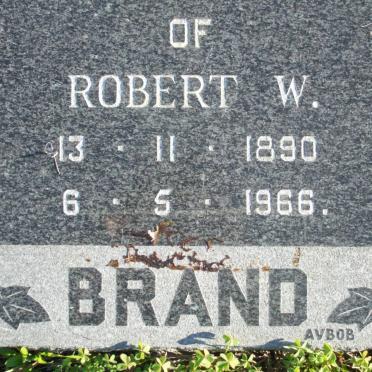 OF
ROBERT W.
13 · 11 · 1890
6 · 5 · 1966.
BRAND
AVBOB